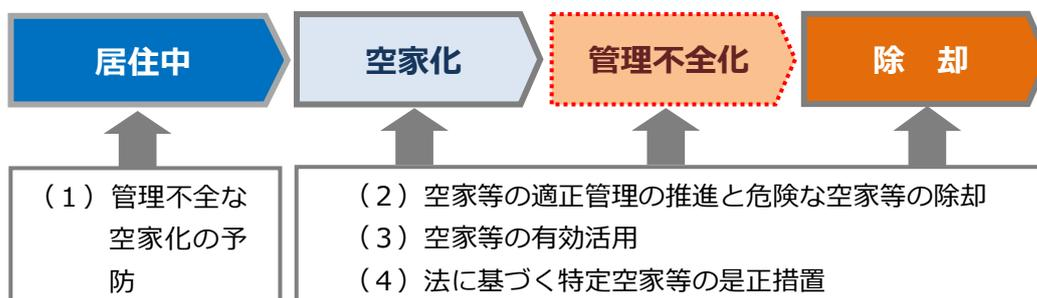 居住中
空家化
管理不全化
除　却
（１）管理不全な
空家化の予
防
（２）空家等の適正管理の推進と危険な空家等の除却
（３）空家等の有効活用
（４）法に基づく特定空家等の是正措置